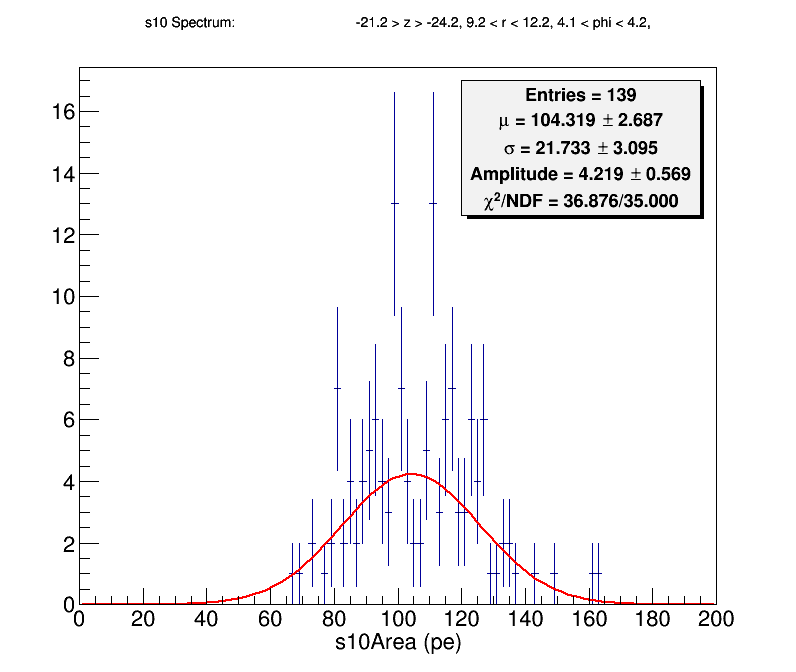 s10 Spectrum: -21.2 > z > -24.2, 9.2 < r < 12.2, 4.1 < phi < 4.2,
Entries = 139
μ = 104.319 ± 2.687
σ = 21.733 ± 3.095
Amplitude = 4.219 ± 0.569
χ²/NDF = 36.876/35.000
16
14
12
10
8
6
4
2
0
0 20 40 60 80 100 120 140 160 180 200
s10Area (pe)